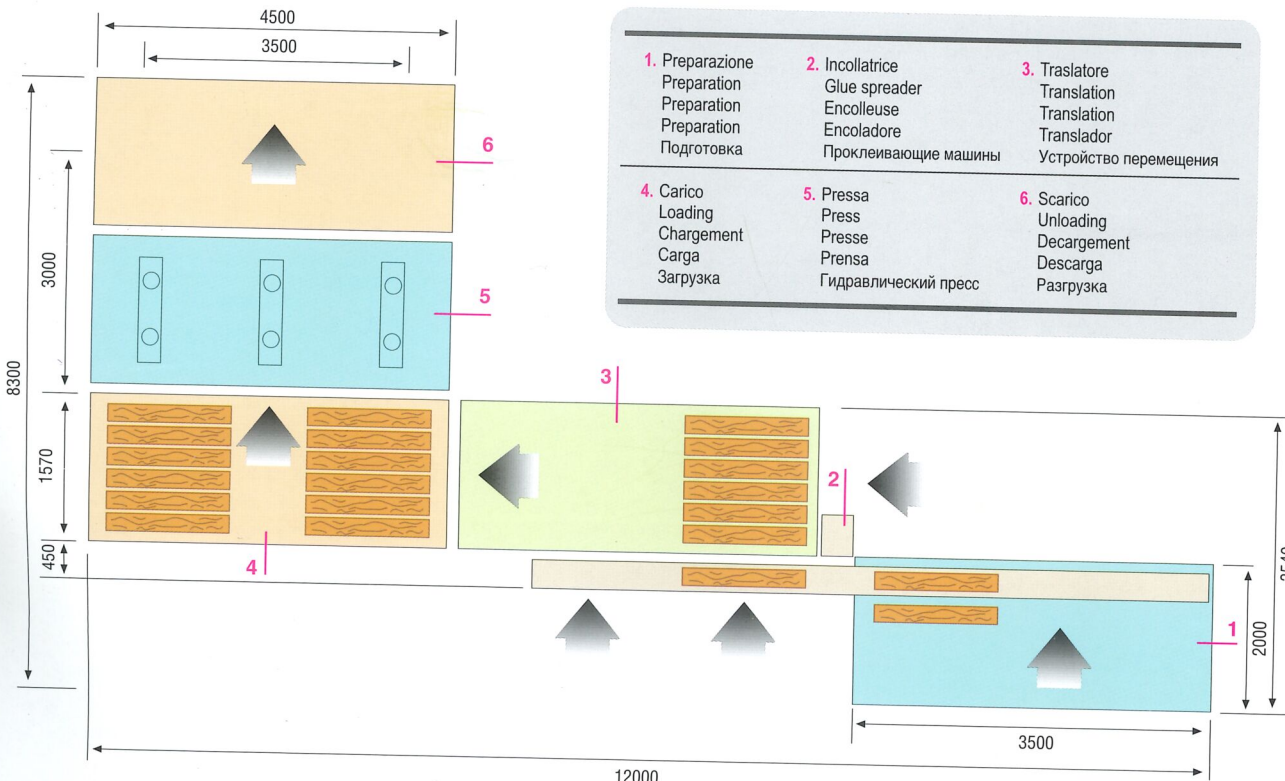 4500
3500
1. Preparazione
Preparation
Preparation
Preparation
Подготовка
2. Incollatrice
Glue spreader
Encolleuse
Encoladore
Проклеивающие машины
3. Traslatore
Translation
Translation
Translador
Устройство перемещения
4. Carico
Loading
Chargement
Carga
Загрузка
5. Pressa
Press
Presse
Prensa
Гидравлический пресс
6. Scarico
Unloading
Decargement
Descarga
Разгрузка
6
3000
5
8300
3
1570
2
450
4
1
2000
3500
12000